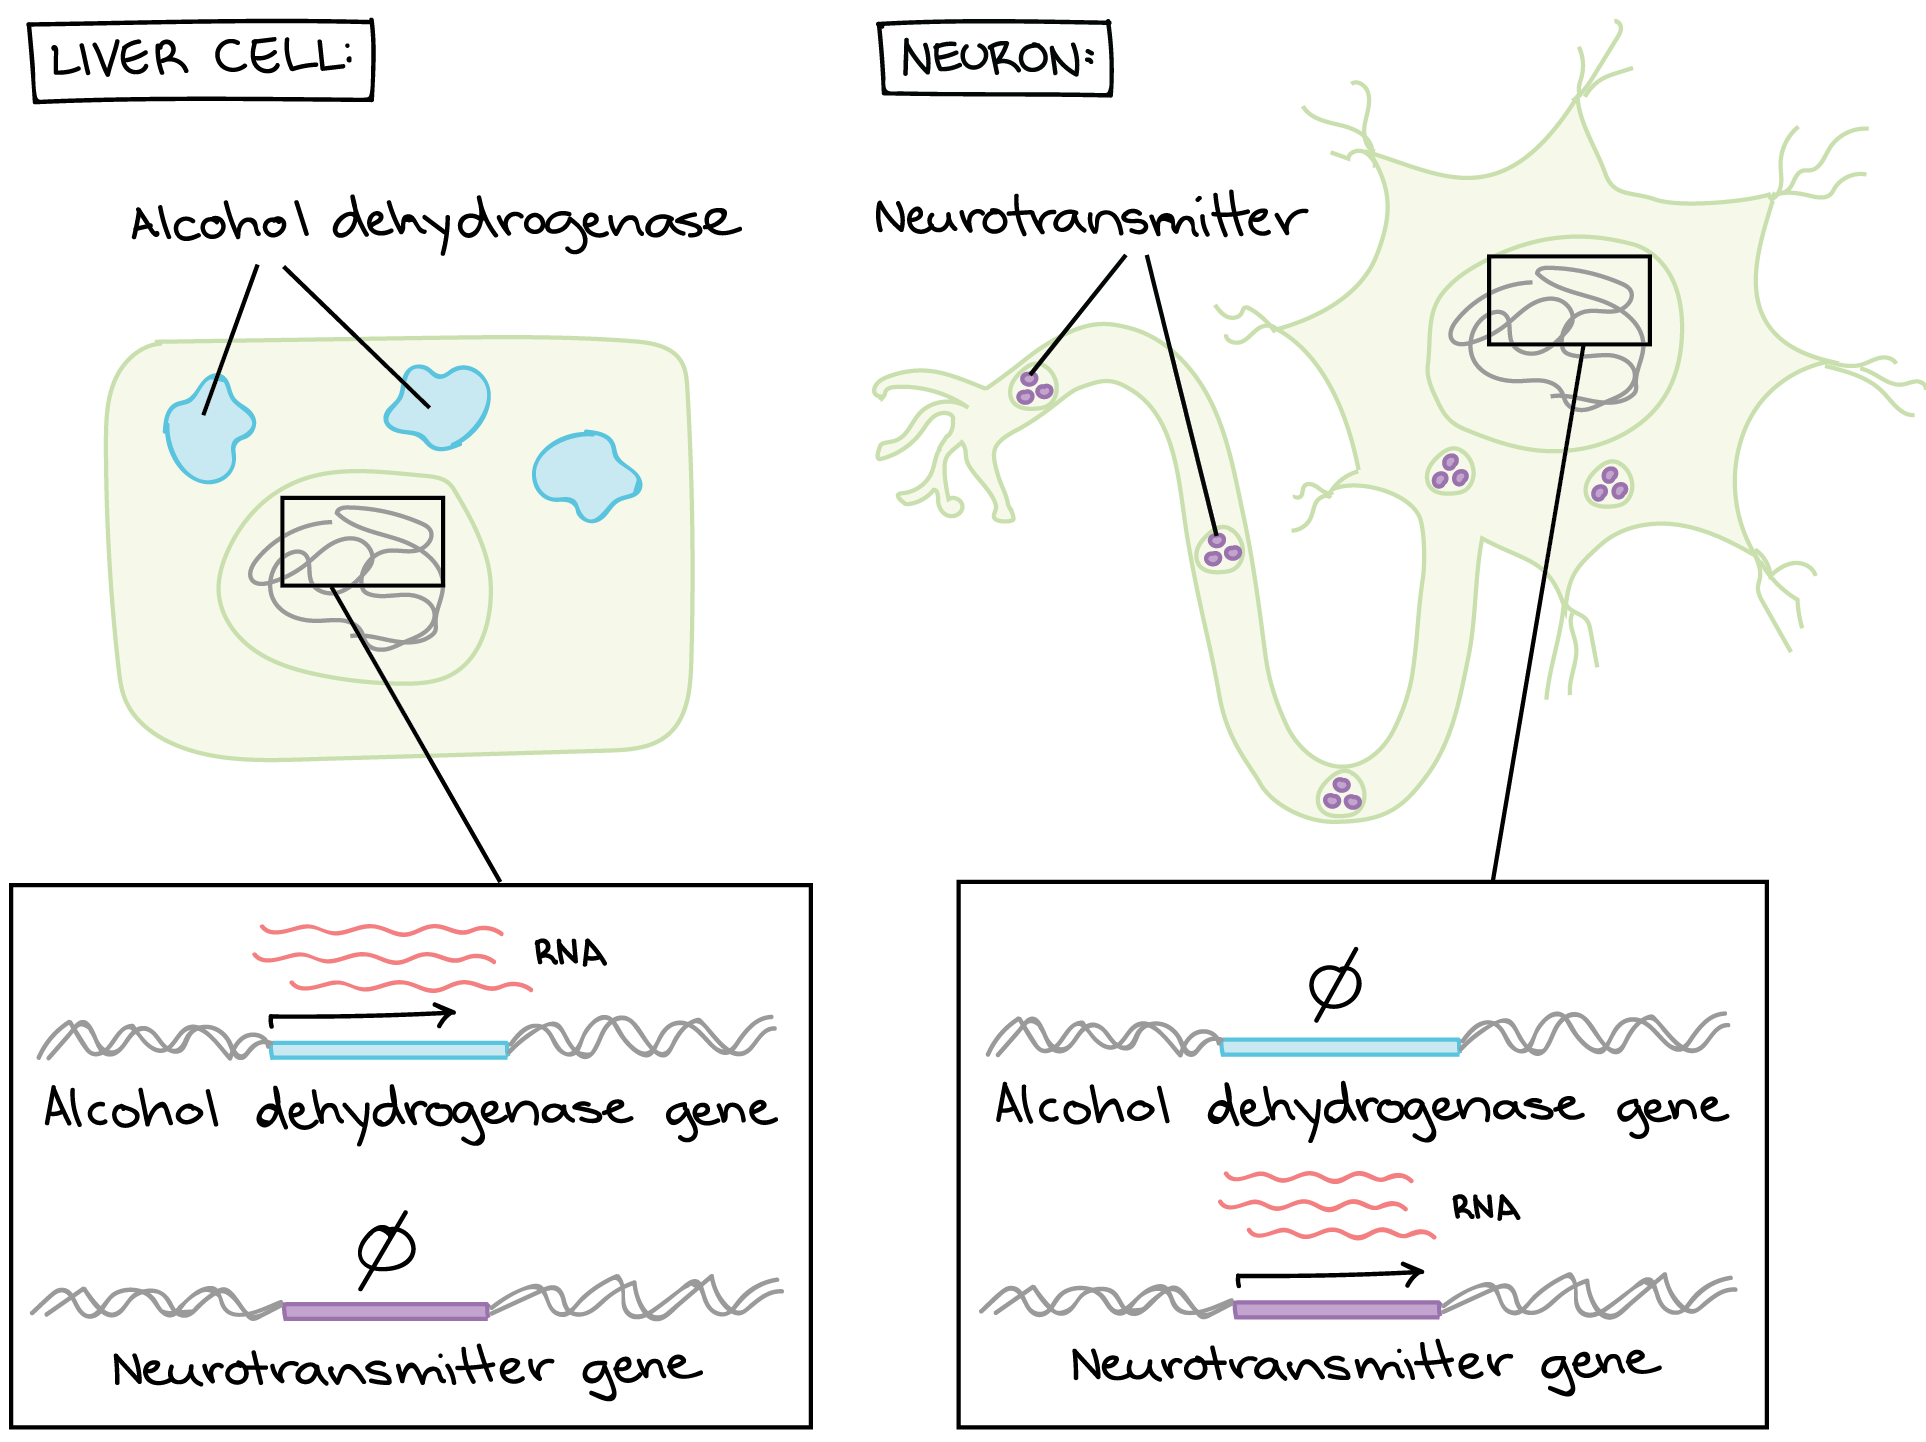 LIVER CELL:
Alcohol dehydrogenase
RNA
Alcohol dehydrogenase gene
Ø
Neurotransmitter gene
NEURON:
Neurotransmitter
Ø
Alcohol dehydrogenase gene
RNA
Neurotransmitter gene